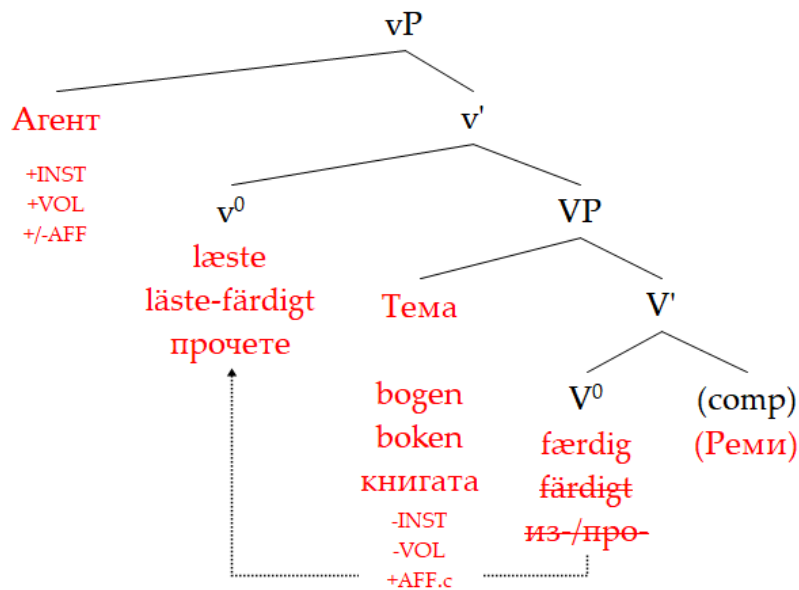 vP
Агент
v'
+INST
+VOL
+/-AFF
v⁰
VP
læste
läste-färdigt
прочете
Тема
V'
bogen
boken
книгата
-INST
-VOL
+AFF,c
V⁰
(comp)
færdig
(Реми)
färdigt
из-/про-